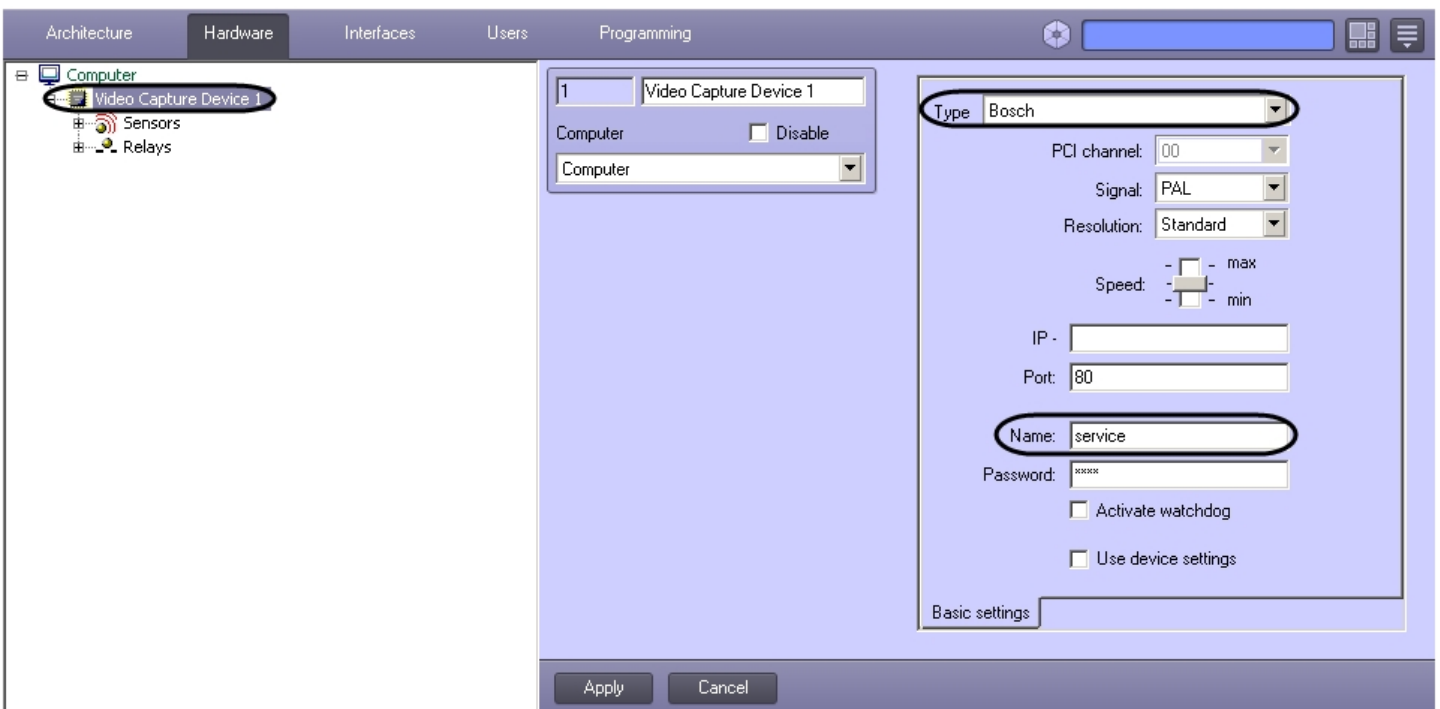 Architecture Hardware Interfaces Users Programming
Computer
Video Capture Device 1
Sensors
Relays
1 Video Capture Device 1
Computer Disable
Computer
Type Bosch
PCI channel: 00
Signal: PAL
Resolution: Standard
- - max
Speed: - -
- - min
IP -
Port: 80
Name: service
Password: ****
Activate watchdog
Use device settings
Basic settings
Apply Cancel